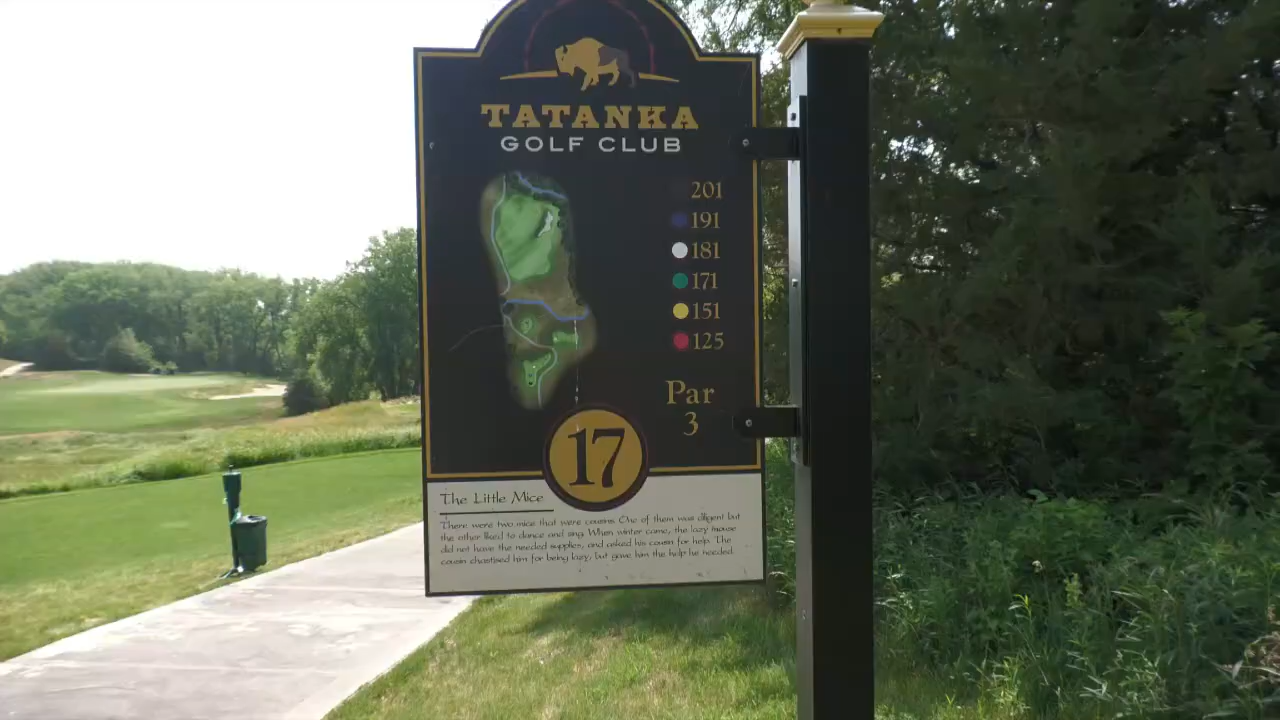 TATANKA
GOLF CLUB
201
191
181
171
151
125
Par
3
17
The Little Mice
There were two mice that were cousins. One of them was diligent but
the other liked to dance and sing. When winter came, the lazy mouse
did not have the needed supplies, and asked his cousin for help. The
cousin chastised him for being lazy, but gave him the help he needed.